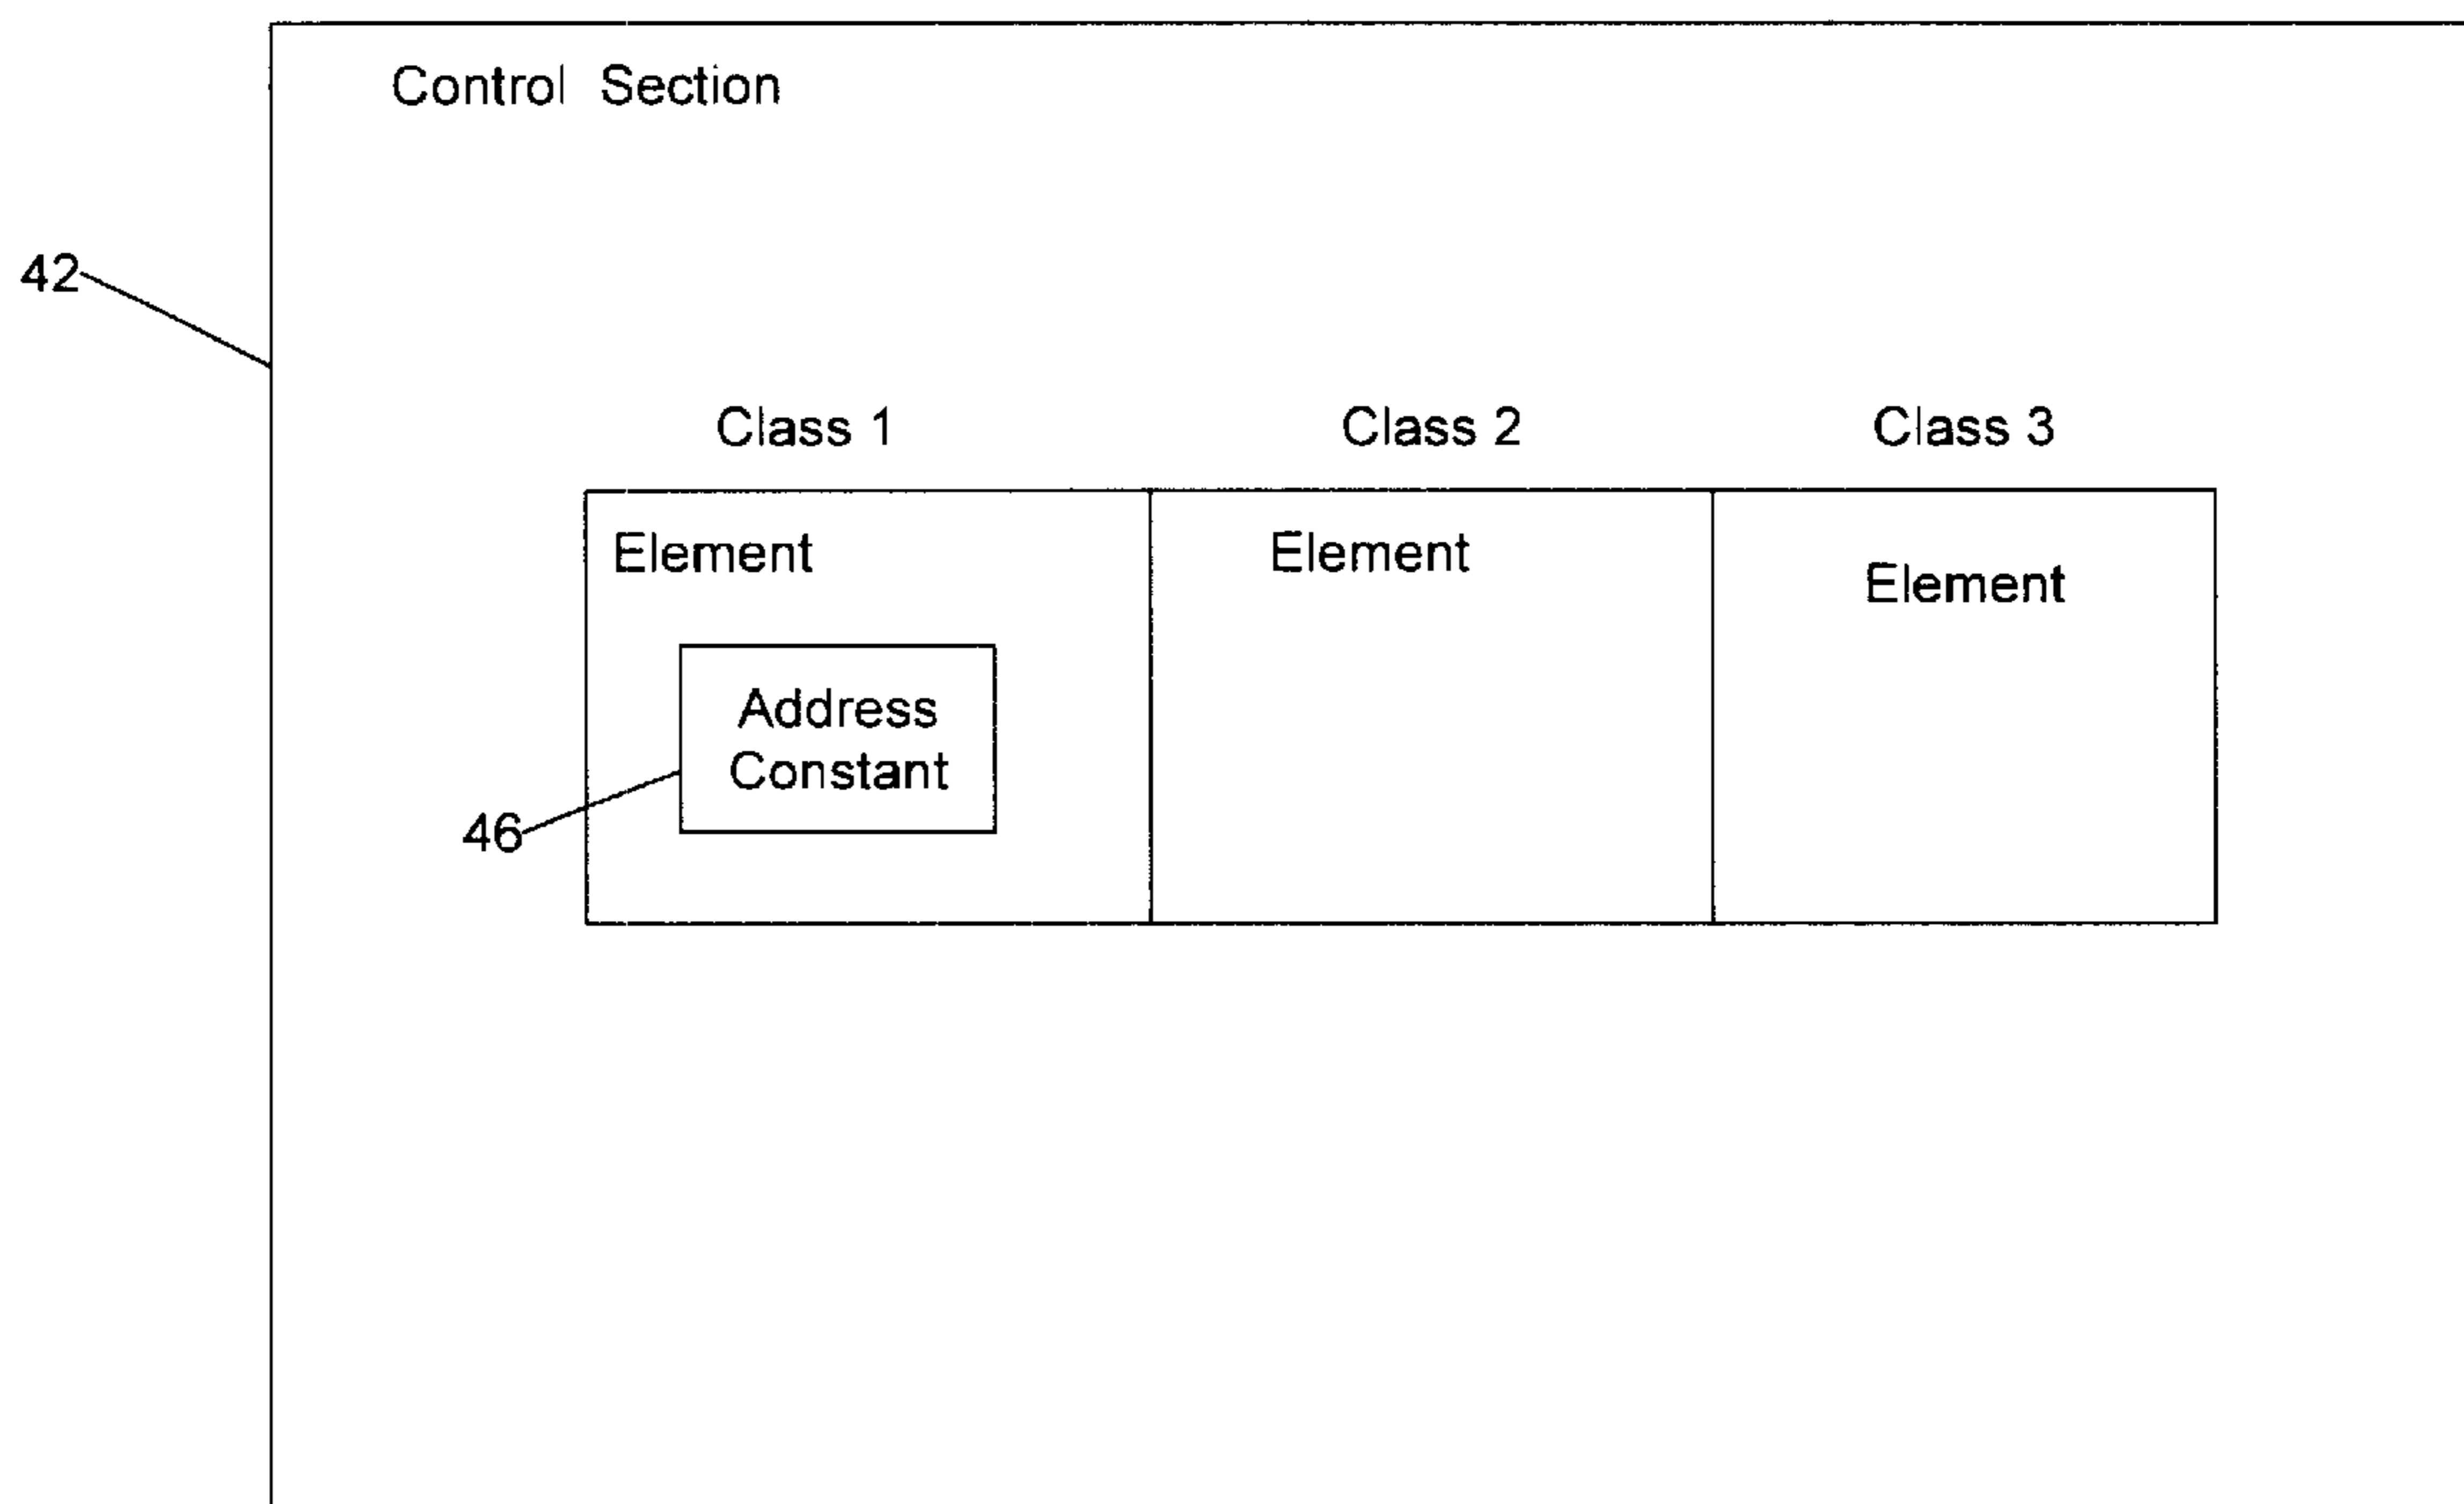 Control Section
42
Class 1 Class 2 Class 3
Element Element Element
Address
Constant
46